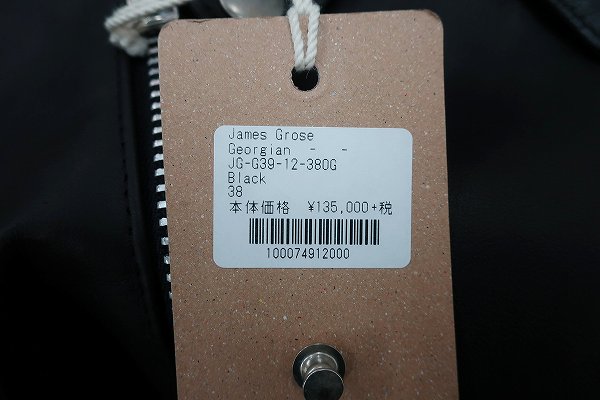 James Grose
Georgian - -
JG-G39-12-380G
Black
38
本体価格 ¥135,000+税
100074912000